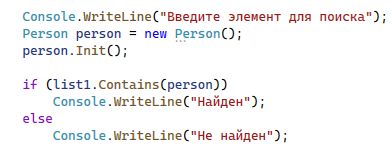 Console.WriteLine("Введите элемент для поиска");
Person person = new Person();
person.Init();
if (list1.Contains(person))
Console.WriteLine("Найден");
else
Console.WriteLine("Не найден");